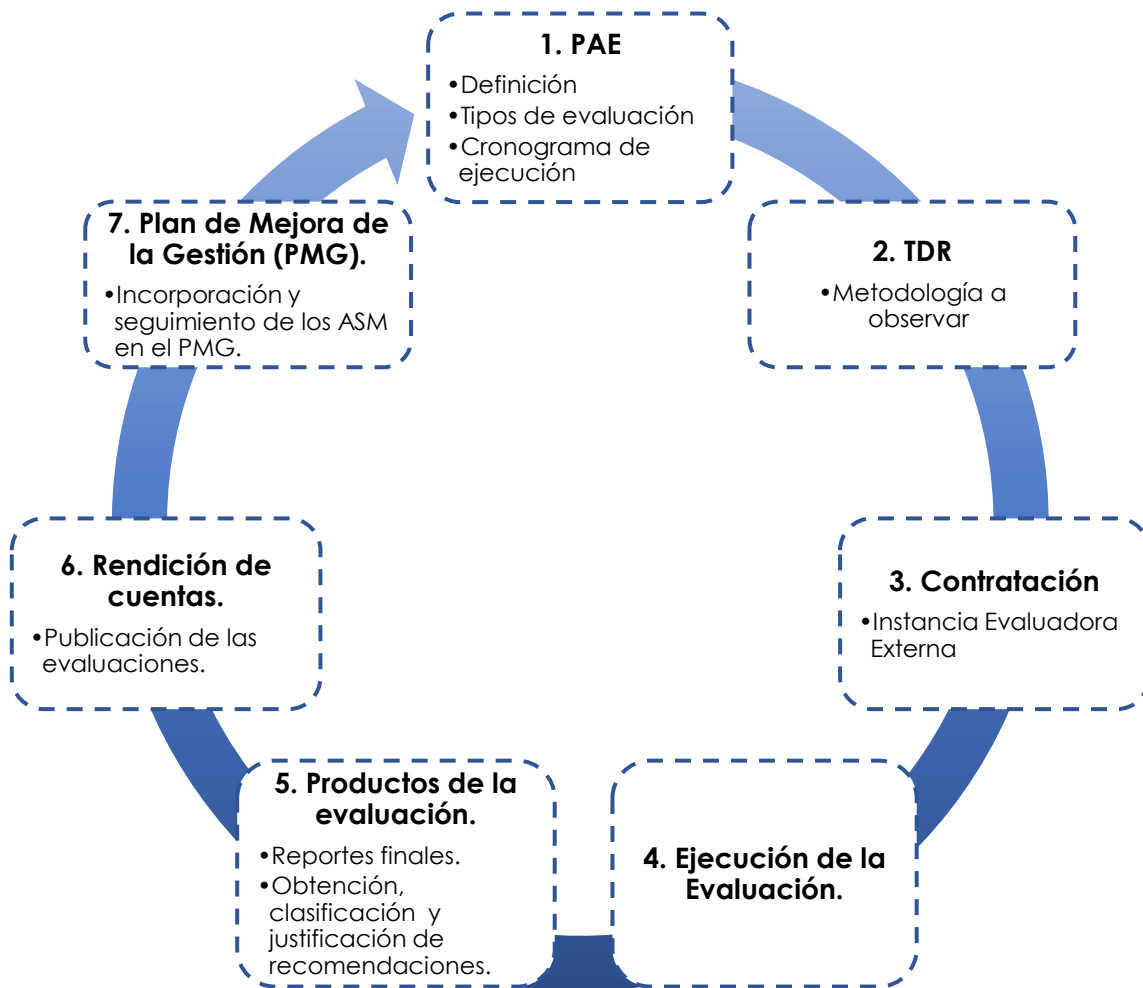 1. PAE
•Definición
•Tipos de evaluación
•Cronograma de
ejecución
2. TDR
•Metodología a
observar
3. Contratación
•Instancia Evaluadora
Externa
4. Ejecución de la
Evaluación.
5. Productos de la
evaluación.
•Reportes finales.
•Obtención,
clasificación y
justificación de
recomendaciones.
6. Rendición de
cuentas.
•Publicación de las
evaluaciones.
7. Plan de Mejora de
la Gestión (PMG).
•Incorporación y
seguimiento de los ASM
en el PMG.